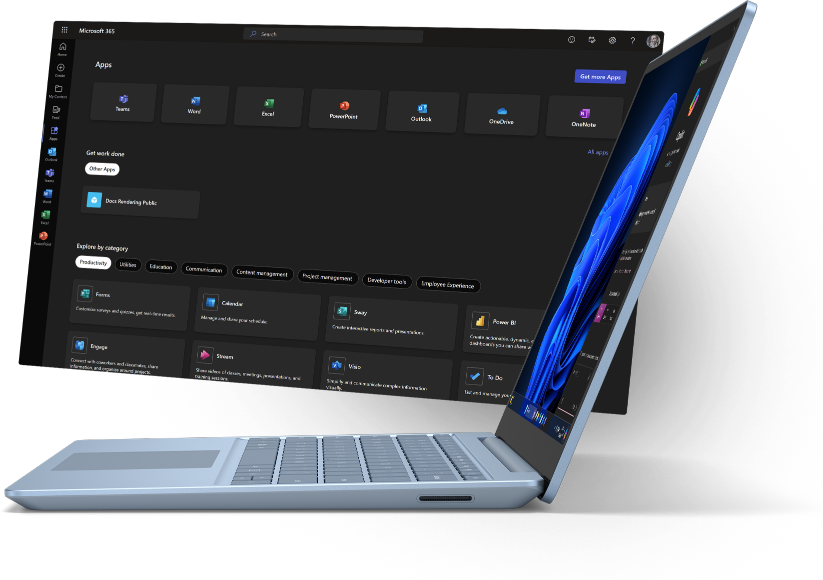 Microsoft 365
Search
Home
Create
My Content
Feed
Apps
Outlook
Teams
Word
Excel
PowerPoint
Apps
Get more Apps
Teams
Word
Excel
PowerPoint
Outlook
OneDrive
OneNote
All apps
Get work done
Other Apps
Docs Rendering Public
Explore by category
Productivity
Utilities
Education
Communication
Content management
Project management
Developer tools
Employee Experience
Forms
Customize surveys and quizzes, get real-time results.
Calendar
Manage and share your schedule.
Sway
Create interactive reports and presentations.
Power BI
Create actionable, dynamic,
dashboards you can share
Engage
Connect with coworkers and classmates, share
information, and organize around projects.
Stream
Share videos of classes, meetings, presentations, and
training sessions.
Visio
Simplify and communicate complex information
visually.
To Do
List and manage